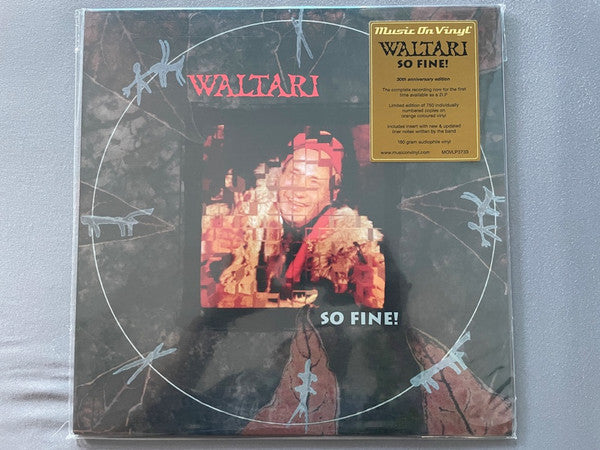 WALTARI
SO FINE!
Music On Vinyl
WALTARI
SO FINE!
30th anniversary edition
The complete recording now for the first
time available as a 2LP
Limited edition of 750 individually
numbered copies on
orange coloured vinyl
Includes insert with new & updated
liner notes written by the band
180 gram audiophile vinyl
www.musiconvinyl.com MOVLP3733